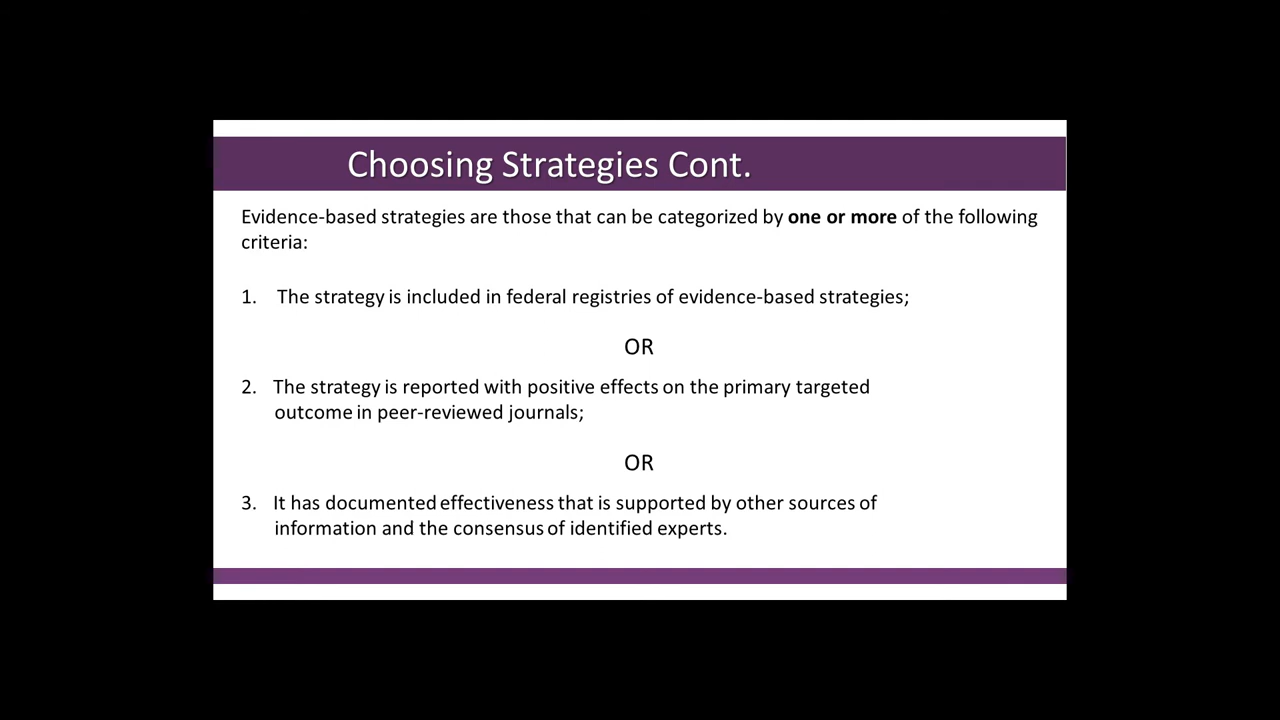 Choosing Strategies Cont.
Evidence-based strategies are those that can be categorized by one or more of the following
criteria:
1. The strategy is included in federal registries of evidence-based strategies;
OR
2. The strategy is reported with positive effects on the primary targeted
outcome in peer-reviewed journals;
OR
3. It has documented effectiveness that is supported by other sources of
information and the consensus of identified experts.